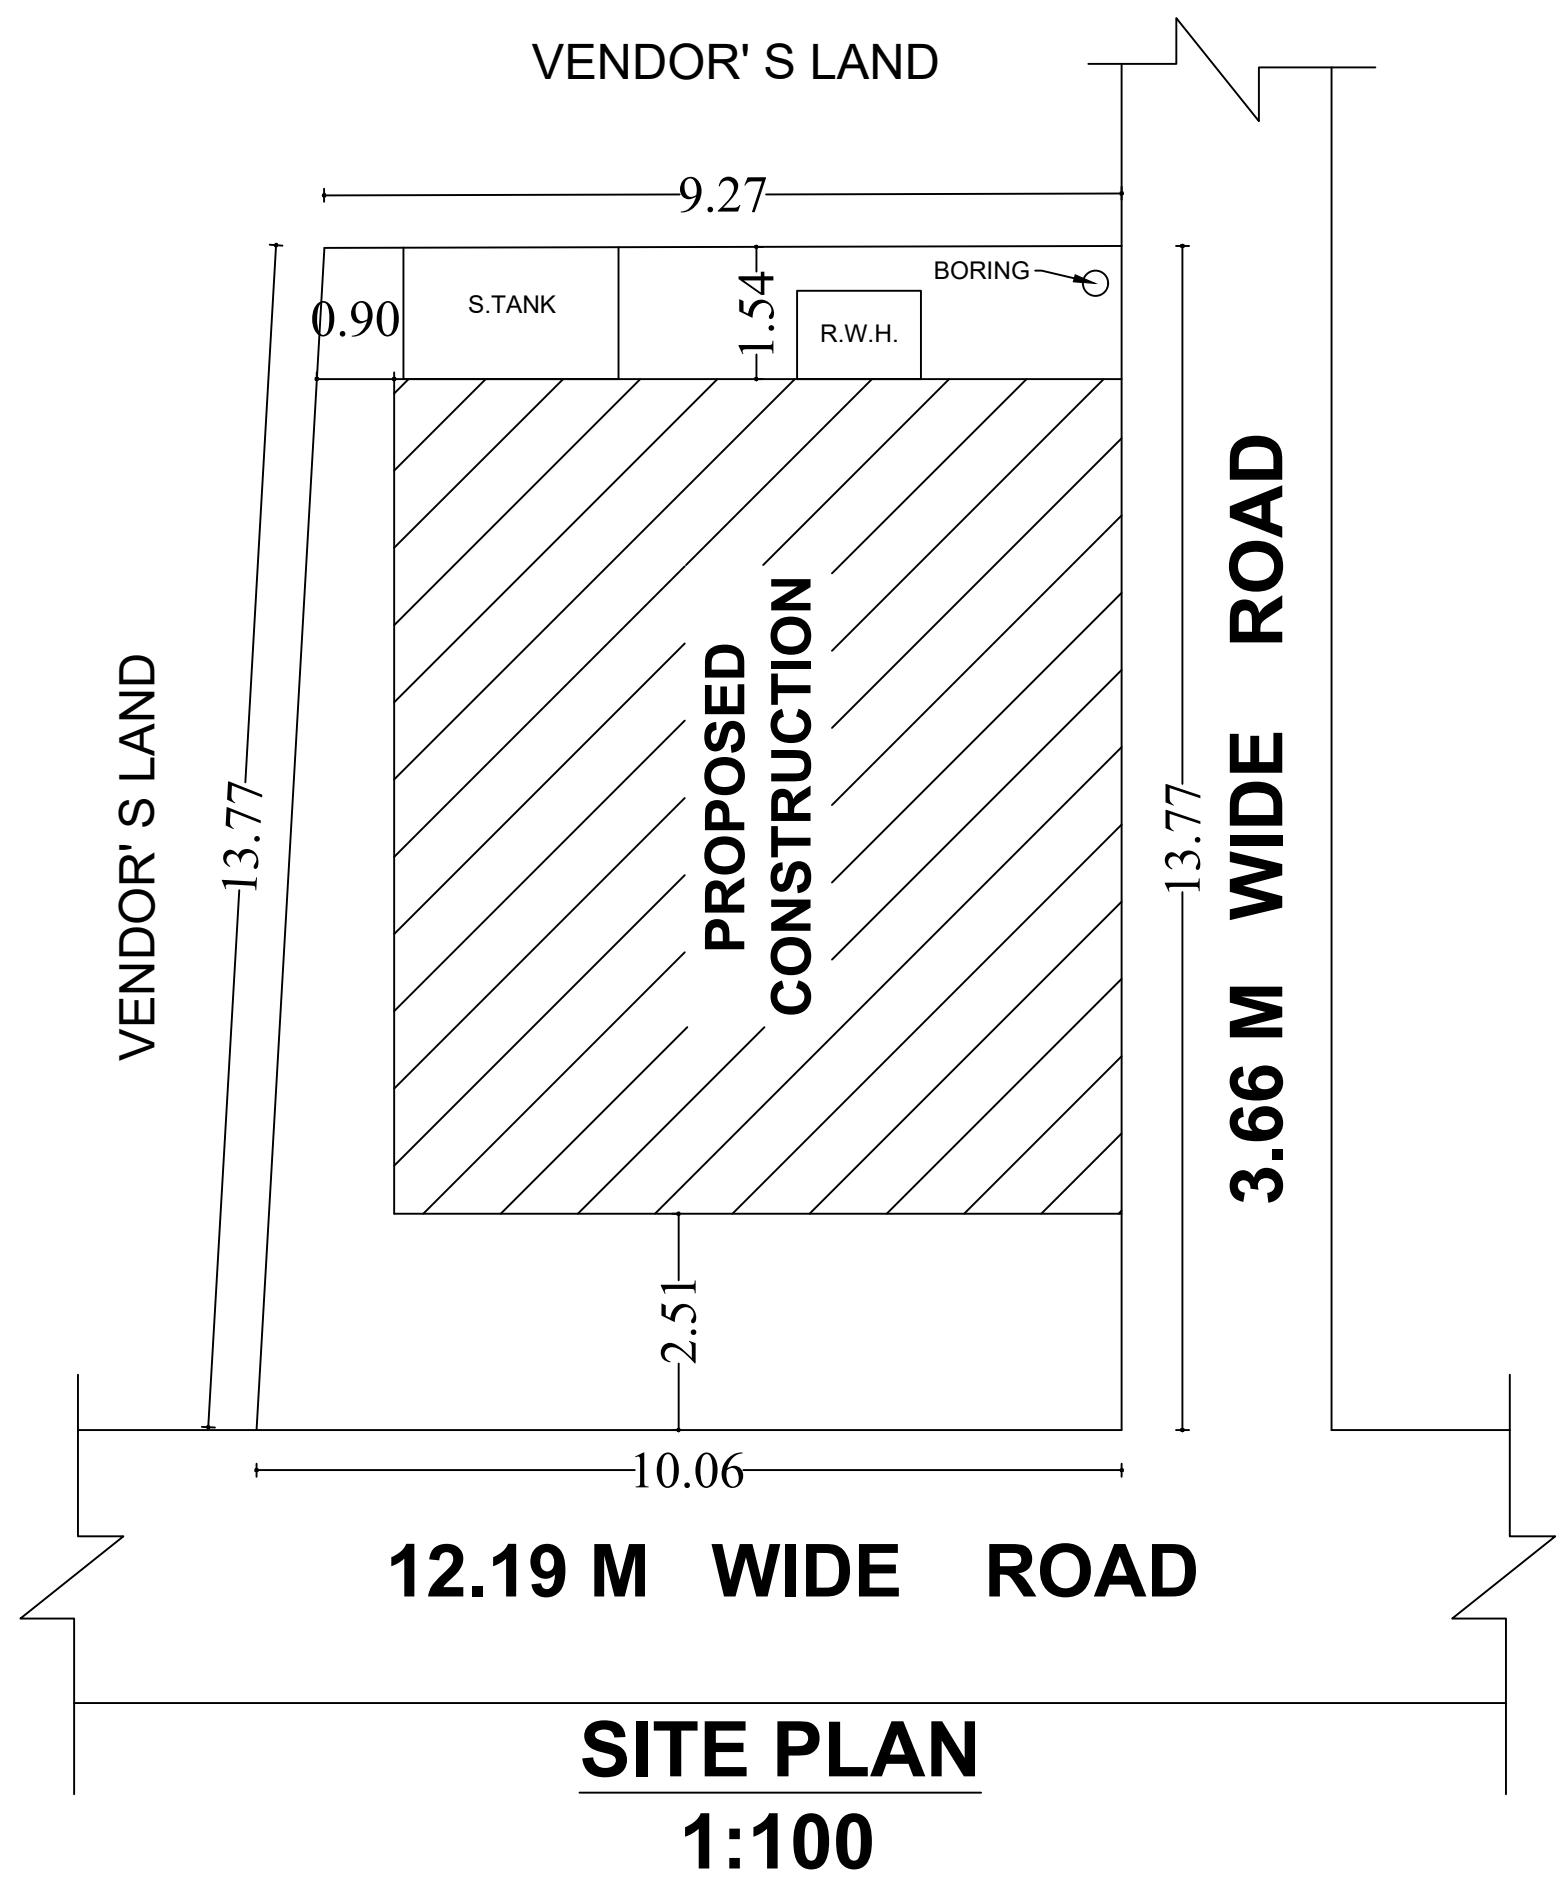 VENDOR' S LAND
9.27
BORING
S.TANK
0.90
1.54
R.W.H.
VENDOR' S LAND
13.77
PROPOSED
CONSTRUCTION
13.77
3.66 M WIDE ROAD
2.51
10.06
12.19 M WIDE ROAD
SITE PLAN
1:100